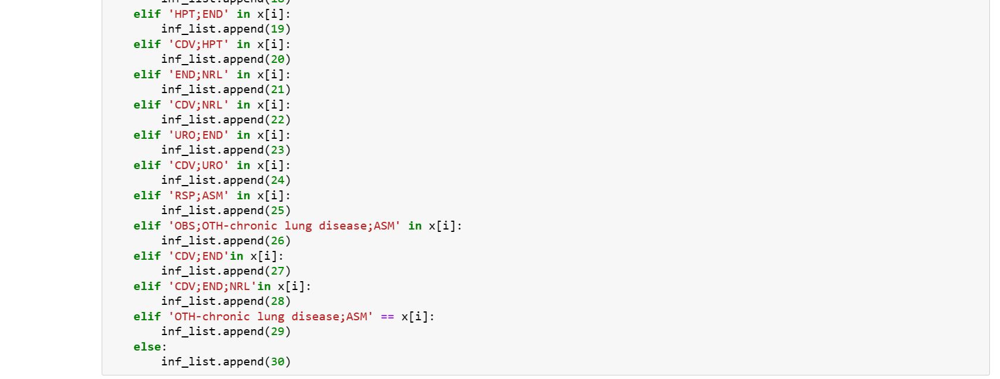 inf_list.append(18)
elif 'HPT;END' in x[i]:
inf_list.append(19)
elif 'CDV;HPT' in x[i]:
inf_list.append(20)
elif 'END;NRL' in x[i]:
inf_list.append(21)
elif 'CDV;NRL' in x[i]:
inf_list.append(22)
elif 'URO;END' in x[i]:
inf_list.append(23)
elif 'CDV;URO' in x[i]:
inf_list.append(24)
elif 'RSP;ASM' in x[i]:
inf_list.append(25)
elif 'OBS;OTH-chronic lung disease;ASM' in x[i]:
inf_list.append(26)
elif 'CDV;END'in x[i]:
inf_list.append(27)
elif 'CDV;END;NRL'in x[i]:
inf_list.append(28)
elif 'OTH-chronic lung disease;ASM' == x[i]:
inf_list.append(29)
else:
inf_list.append(30)